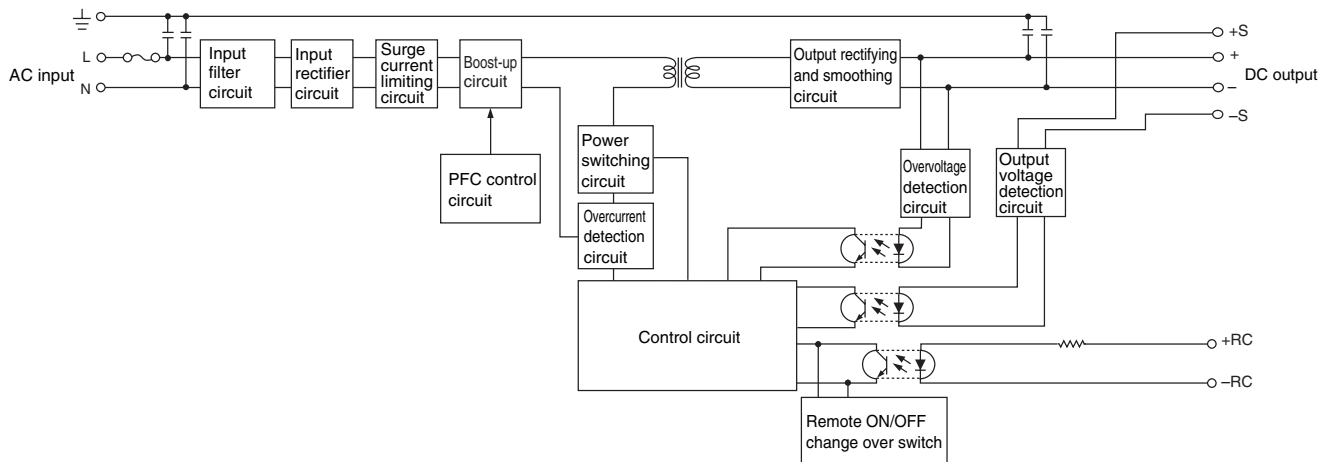 +S
L
+
AC input
DC output
N
–
–S
Input
filter
circuit
Input
rectifier
circuit
Surge
current
limiting
circuit
Boost-up
circuit
Output rectifying
and smoothing
circuit
PFC control
circuit
Power
switching
circuit
Overvoltage
detection
circuit
Output
voltage
detection
circuit
Overcurrent
detection
circuit
Control circuit
+RC
–RC
Remote ON/OFF
change over switch